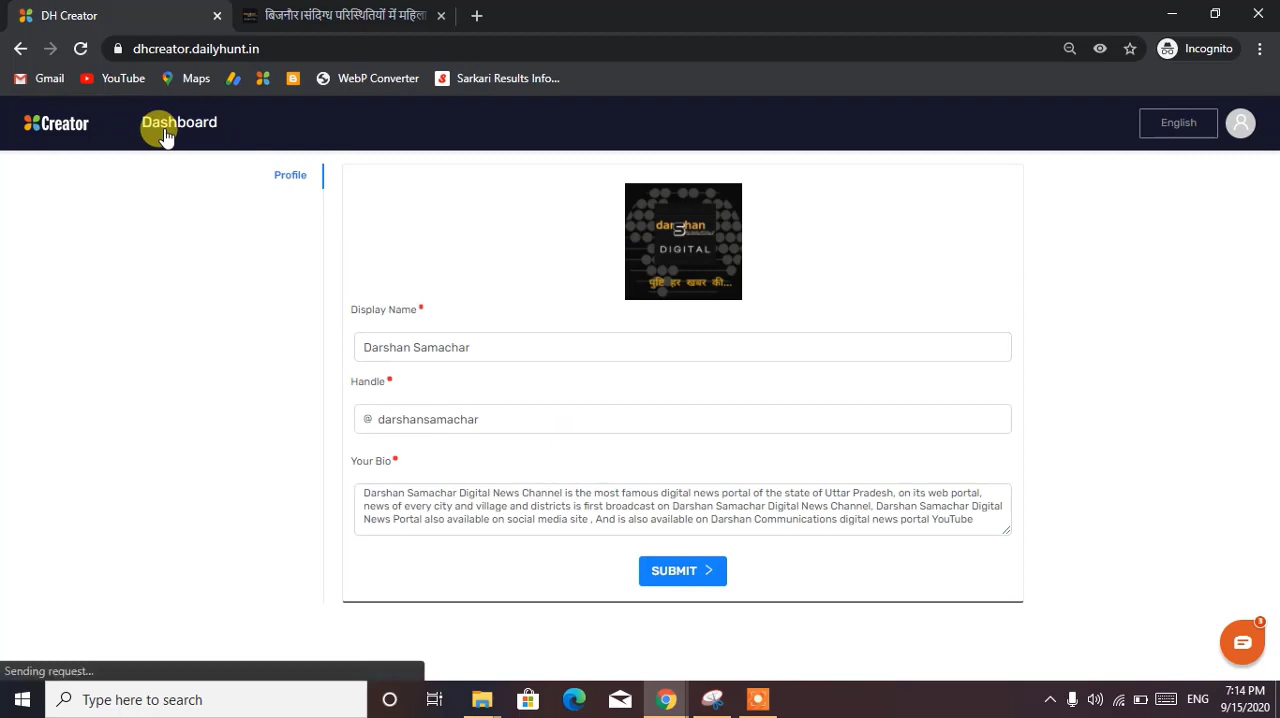 DH Creator
बिजनौर।संदिग्ध परिस्थितियों में महिला
dhcreator.dailyhunt.in
Incognito
Gmail
YouTube
Maps
WebP Converter
Sarkari Results Info...
Creator
Dashboard
English
Profile
darshan
DIGITAL
पुष्टि हर खबर की...
Display Name
Darshan Samachar
Handle
@ darshansamachar
Your Bio
Darshan Samachar Digital News Channel is the most famous digital news portal of the state of Uttar Pradesh, on its web portal,
news of every city and village and districts is first broadcast on Darshan Samachar Digital News Channel, Darshan Samachar Digital
News Portal also available on social media site , And is also available on Darshan Communications digital news portal YouTube
SUBMIT >
3
Sending request...
Type here to search
ENG
7:14 PM
9/15/2020